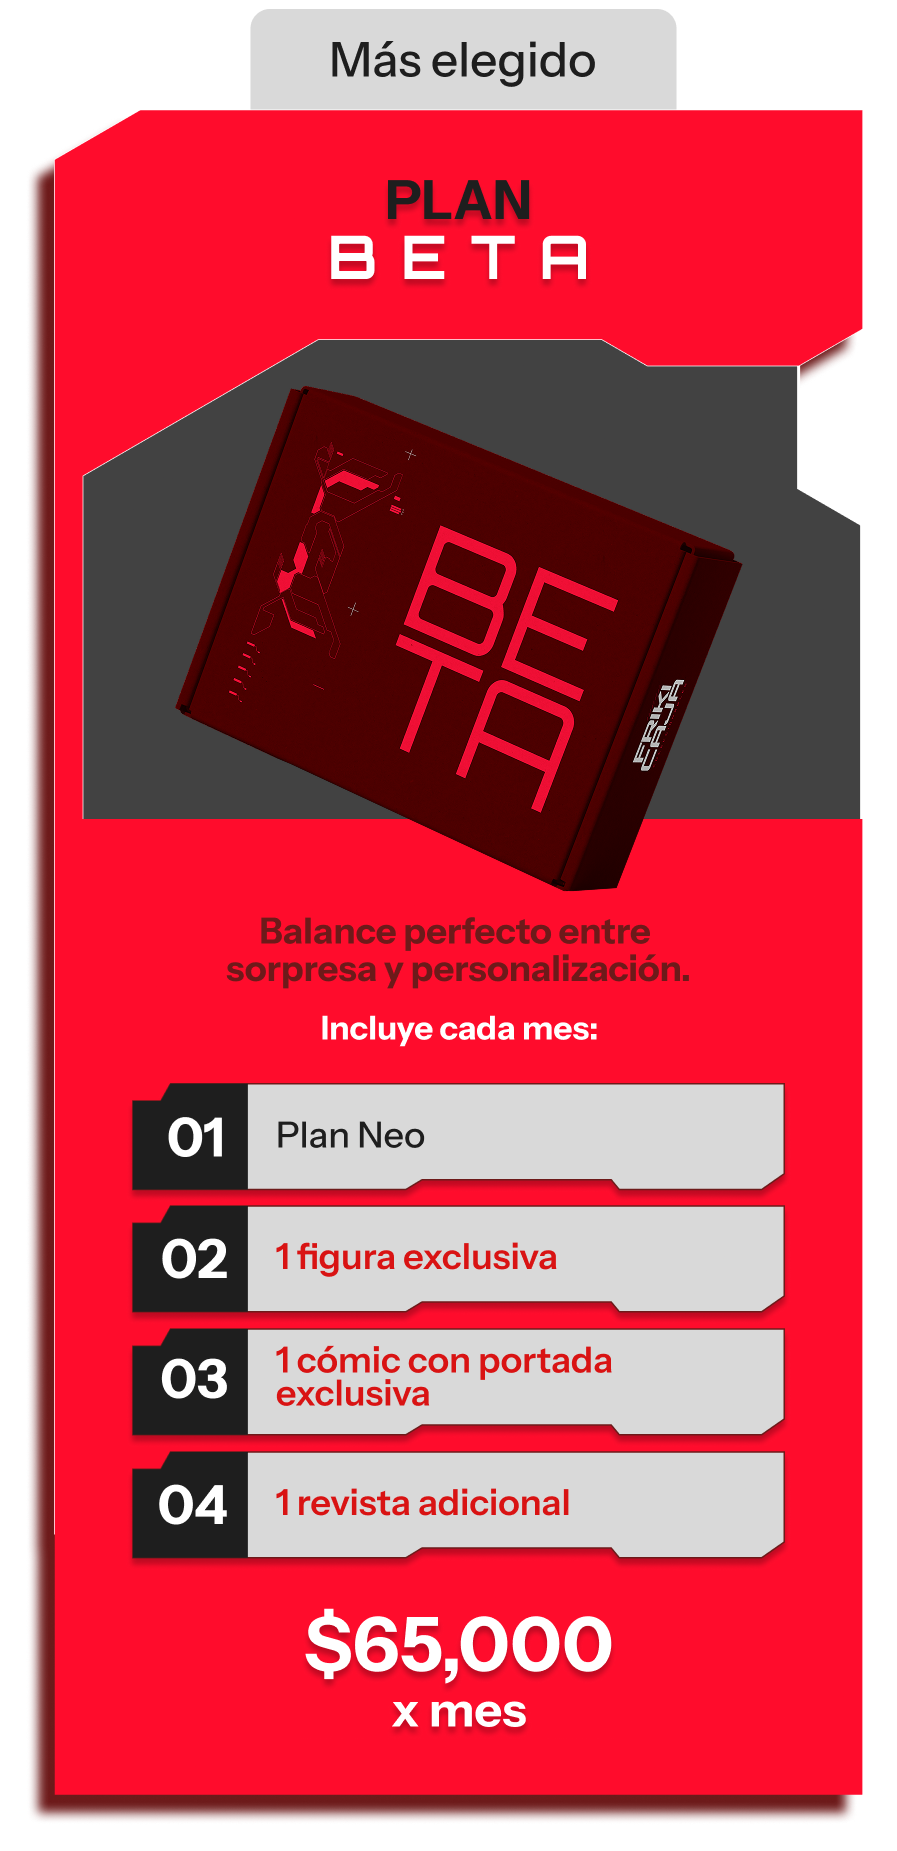 Más elegido
PLAN
BETA
BE
TA
FRIKI
CAJA
Balance perfecto entre
sorpresa y personalización.
Incluye cada mes:
01 Plan Neo
02 1 figura exclusiva
03 1 cómic con portada
exclusiva
04 1 revista adicional
$65,000
x mes